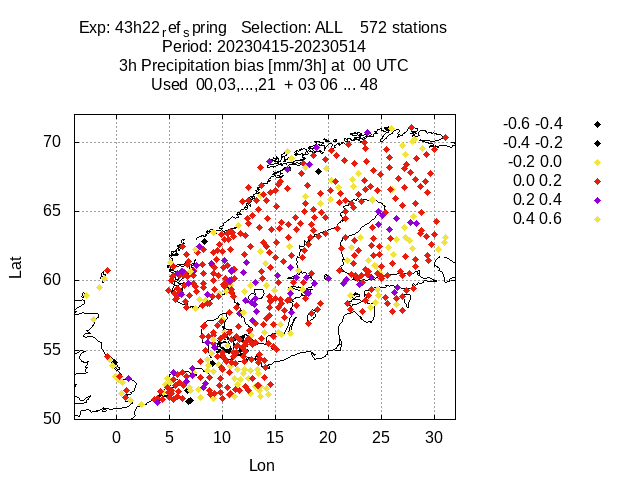 Exp: 43h22ref spring   Selection: ALL    572 stations
Period: 20230415-20230514
3h Precipitation bias [mm/3h] at  00 UTC
Used  00,03,...,21  + 03 06 ... 48
-0.6 -0.4
-0.4 -0.2
-0.2 0.0
0.0 0.2
0.2 0.4
0.4 0.6
70
65
60
55
50
Lat
0 5 10 15 20 25 30
Lon